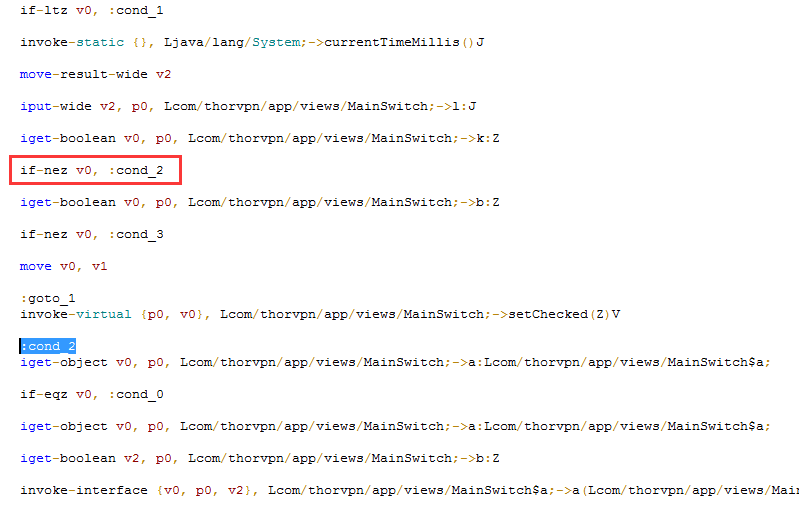 if-ltz v0, :cond_1
invoke-static {}, Ljava/lang/System;->currentTimeMillis()J
move-result-wide v2
iput-wide v2, p0, Lcom/thorvpn/app/views/MainSwitch;->l:J
iget-boolean v0, p0, Lcom/thorvpn/app/views/MainSwitch;->k:Z
if-nez v0, :cond_2
iget-boolean v0, p0, Lcom/thorvpn/app/views/MainSwitch;->b:Z
if-nez v0, :cond_3
move v0, v1
:goto_1
invoke-virtual {p0, v0}, Lcom/thorvpn/app/views/MainSwitch;->setChecked(Z)V
:cond_2
iget-object v0, p0, Lcom/thorvpn/app/views/MainSwitch;->a:Lcom/thorvpn/app/views/MainSwitch$a;
if-eqz v0, :cond_0
iget-object v0, p0, Lcom/thorvpn/app/views/MainSwitch;->a:Lcom/thorvpn/app/views/MainSwitch$a;
iget-boolean v2, p0, Lcom/thorvpn/app/views/MainSwitch;->b:Z
invoke-interface {v0, p0, v2}, Lcom/thorvpn/app/views/MainSwitch$a;->a(Lcom/thorvpn/app/views/Main